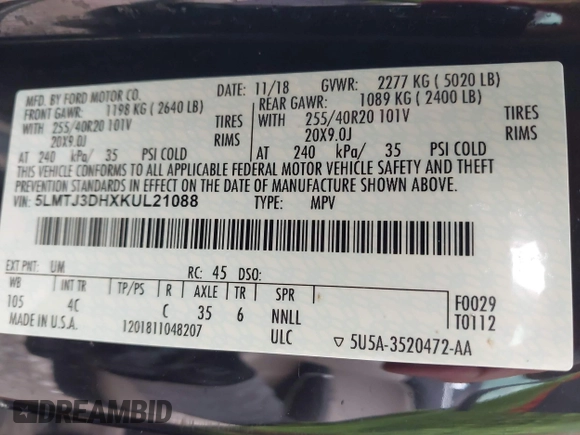 MFD. BY FORD MOTOR CO. DATE: 11/18 GVWR: 2277 KG ( 5020 LB)
FRONT GAWR: 1198 KG ( 2640 LB) REAR GAWR: 1089 KG ( 2400 LB)
WITH 255/40R20 101V TIRES WITH 255/40R20 101V TIRES
20X9.0J RIMS 20X9.0J RIMS
AT 240 kPa/ 35 PSI COLD AT 240 kPa/ 35 PSI COLD
THIS VEHICLE CONFORMS TO ALL APPLICABLE FEDERAL MOTOR VEHICLE SAFETY AND THEFT
PREVENTION STANDARDS IN EFFECT ON THE DATE OF MANUFACTURE SHOWN ABOVE.
VIN: 5LMTJ3DHXKUL21088 TYPE: MPV
EXT PNT: UM RC: 45 DSO:
WB INT TR TP/PS R AXLE TR SPR
105 4C C 35 6 NNLL F0029
T0112
MADE IN U.S.A. 1201811048207 ULC 5U5A-3520472-AA
DREAMBID